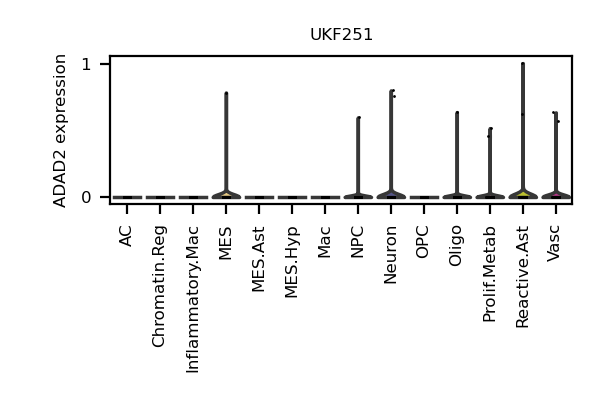 UKF251
ADAD2 expression
1
0
AC
Chromatin.Reg
Inflammatory.Mac
MES
MES.Ast
MES.Hyp
Mac
NPC
Neuron
OPC
Oligo
Prolif.Metab
Reactive.Ast
Vasc